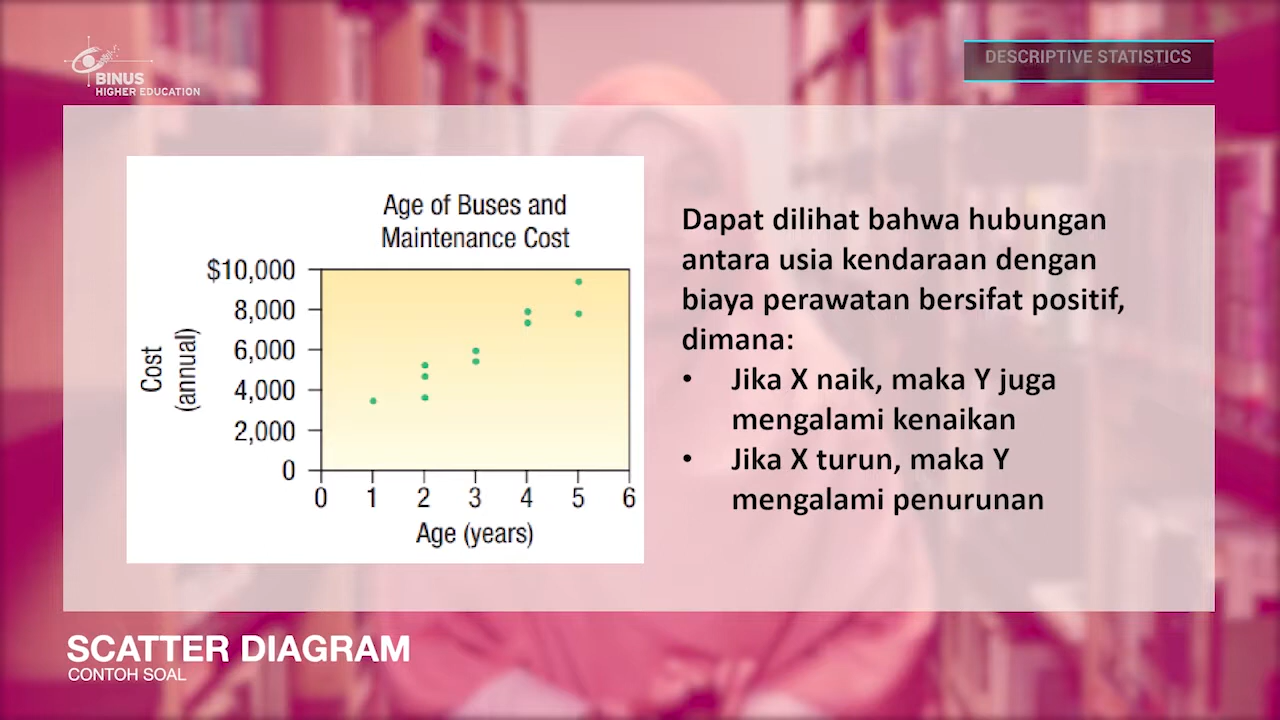 BINUS
HIGHER EDUCATION
DESCRIPTIVE STATISTICS
Age of Buses and
Maintenance Cost
$10,000
8,000
6,000
4,000
2,000
0
Cost
(annual)
0 1 2 3 4 5 6
Age (years)
Dapat dilihat bahwa hubungan
antara usia kendaraan dengan
biaya perawatan bersifat positif,
dimana:
• Jika X naik, maka Y juga
mengalami kenaikan
• Jika X turun, maka Y
mengalami penurunan
SCATTER DIAGRAM
CONTOH SOAL